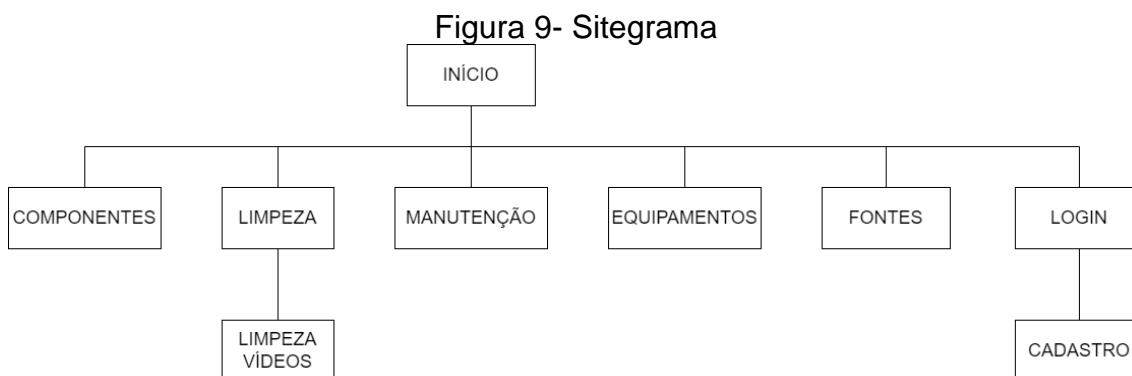 Figura 9- Sitegrama
INÍCIO
COMPONENTES
LIMPEZA
MANUTENÇÃO
EQUIPAMENTOS
FONTES
LOGIN
LIMPEZA
VÍDEOS
CADASTRO